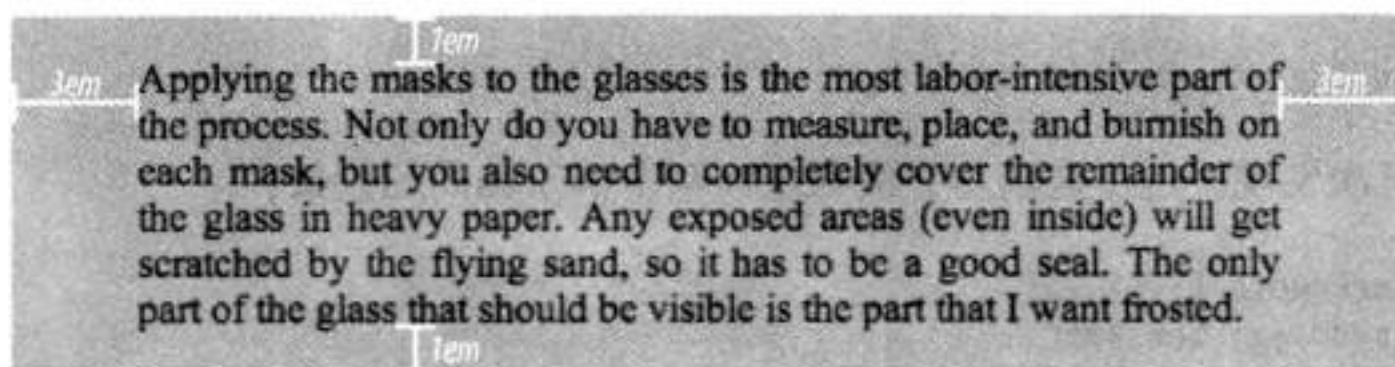 1em
3em Applying the masks to the glasses is the most labor-intensive part of 3em
the process. Not only do you have to measure, place, and burnish on
each mask, but you also need to completely cover the remainder of
the glass in heavy paper. Any exposed areas (even inside) will get
scratched by the flying sand, so it has to be a good seal. The only
part of the glass that should be visible is the part that I want frosted.
1em